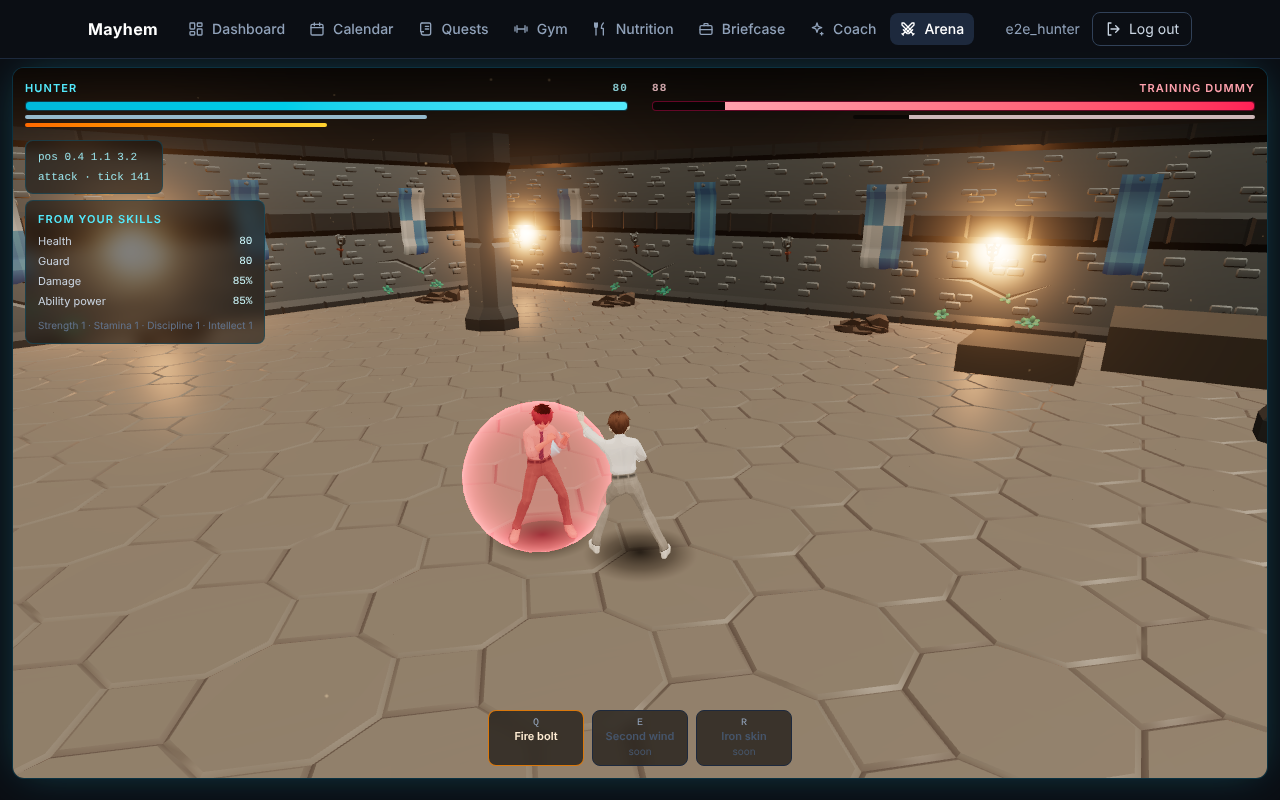 Mayhem Dashboard Calendar Quests Gym Nutrition Briefcase Coach Arena e2e_hunter Log out
HUNTER 80 88 TRAINING DUMMY
pos 0.4 1.1 3.2
attack · tick 141
FROM YOUR SKILLS
Health 80
Guard 80
Damage 85%
Ability power 85%
Strength 1 · Stamina 1 · Discipline 1 · Intellect 1
Q E R
Fire bolt Second wind Iron skin
soon soon